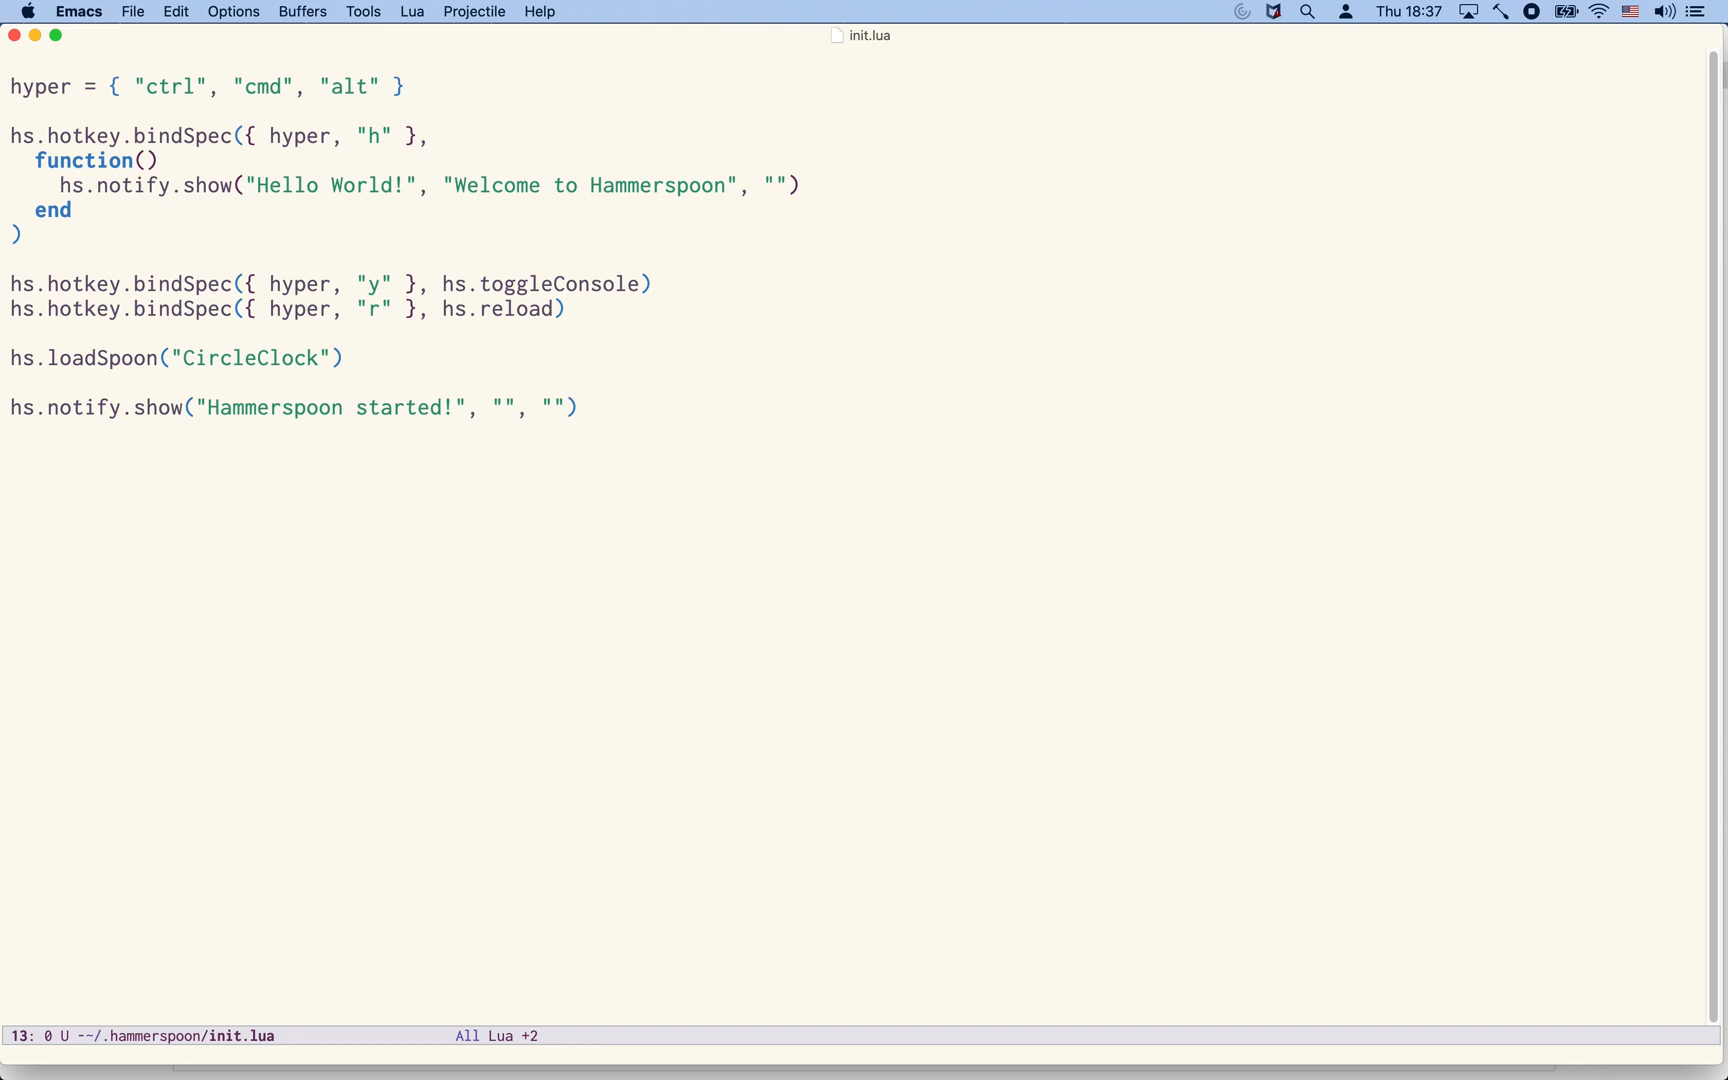 Emacs File Edit Options Buffers Tools Lua Projectile Help Thu 18:37
init.lua
hyper = { "ctrl", "cmd", "alt" }
hs.hotkey.bindSpec({ hyper, "h" },
function()
hs.notify.show("Hello World!", "Welcome to Hammerspoon", "")
end
)
hs.hotkey.bindSpec({ hyper, "y" }, hs.toggleConsole)
hs.hotkey.bindSpec({ hyper, "r" }, hs.reload)
hs.loadSpoon("CircleClock")
hs.notify.show("Hammerspoon started!", "", "")
13: 0 U --~/.hammerspoon/init.lua All Lua +2